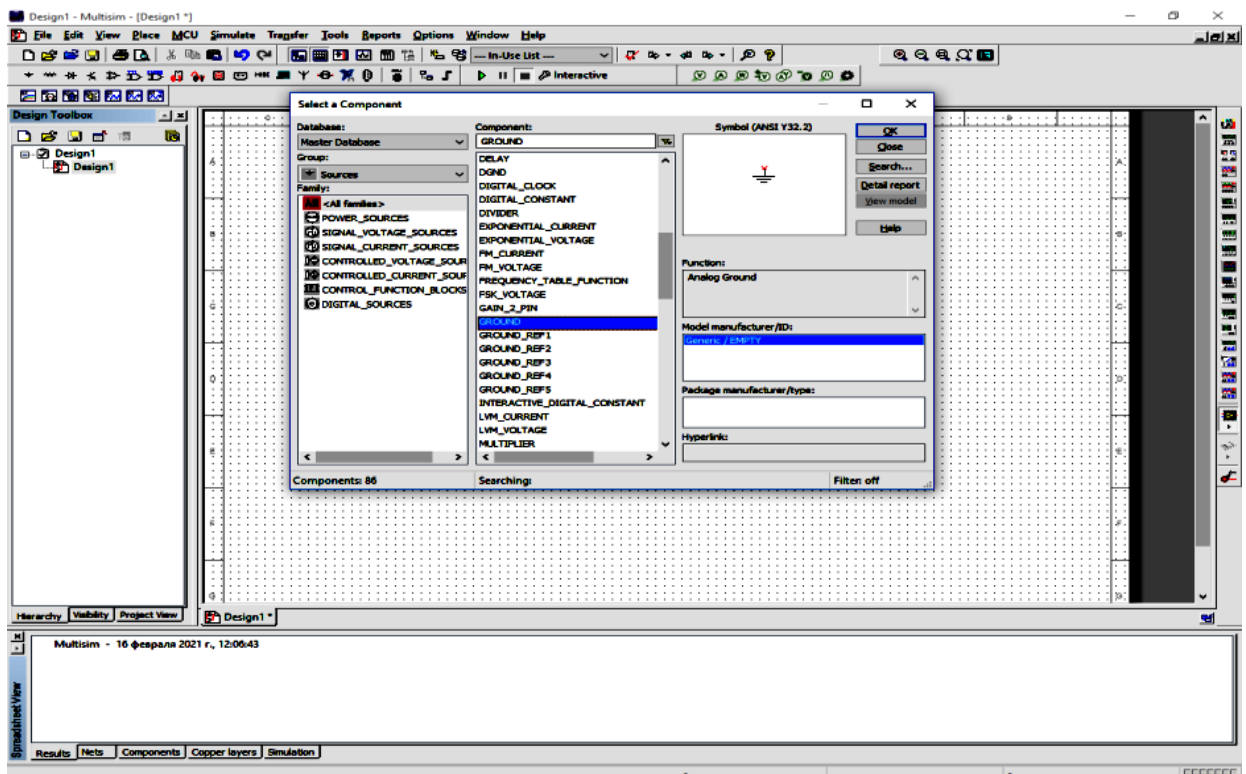 Design1 - Multisim - [Design1 *]
File Edit View Place MCU Simulate Transfer Tools Reports Options Window Help
--- In-Use List ---
Interactive
Design Toolbox
Design1
Design1
Select a Component
Database:
Master Database
Group:
Sources
Family:
<All families>
POWER_SOURCES
SIGNAL_VOLTAGE_SOURCES
SIGNAL_CURRENT_SOURCES
CONTROLLED_VOLTAGE_SOUR
CONTROLLED_CURRENT_SOUR
CONTROL_FUNCTION_BLOCKS
DIGITAL_SOURCES
Component:
GROUND
DELAY
DGND
DIGITAL_CLOCK
DIGITAL_CONSTANT
DIVIDER
EXPONENTIAL_CURRENT
EXPONENTIAL_VOLTAGE
FM_CURRENT
FM_VOLTAGE
FREQUENCY_TABLE_FUNCTION
FSK_VOLTAGE
GAIN_2_PIN
GROUND
GROUND_REF1
GROUND_REF2
GROUND_REF3
GROUND_REF4
GROUND_REF5
INTERACTIVE_DIGITAL_CONSTANT
LVM_CURRENT
LVM_VOLTAGE
MULTIPLIER
Symbol (ANSI Y32.2)
OK
Close
Search...
Detail report
View model
Help
Function:
Analog Ground
Model manufacturer/ID:
Generic / EMPTY
Package manufacturer/type:
Hyperlink:
Components: 86
Searching:
Filter: off
Hierarchy Visibility Project View
Design1 *
Multisim - 16 февраля 2021 г., 12:06:43
Spreadsheet View
Results Nets Components Copper layers Simulation